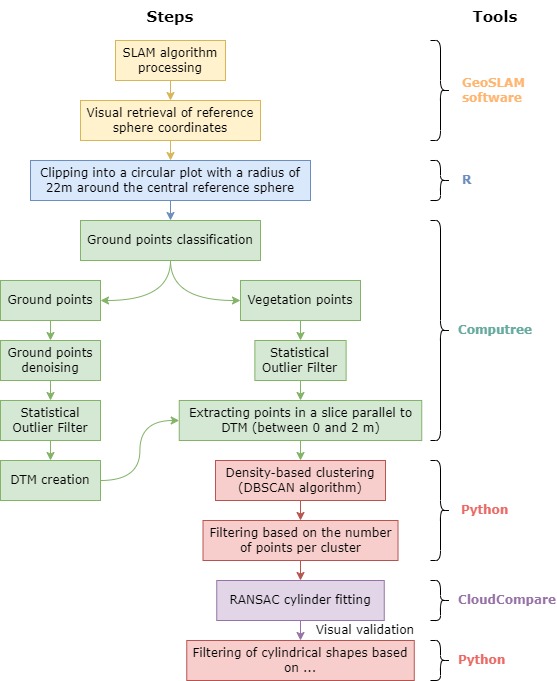 Steps
Tools
SLAM algorithm
processing
GeoSLAM
software
Visual retrieval of reference
sphere coordinates
Clipping into a circular plot with a radius of
22m around the central reference sphere
R
Ground points classification
Ground points
Vegetation points
Computree
Ground points
denoising
Statistical
Outlier Filter
Statistical
Outlier Filter
Extracting points in a slice parallel to
DTM (between 0 and 2 m)
DTM creation
Density-based clustering
(DBSCAN algorithm)
Python
Filtering based on the number
of points per cluster
RANSAC cylinder fitting
CloudCompare
Visual validation
Filtering of cylindrical shapes based
on ...
Python